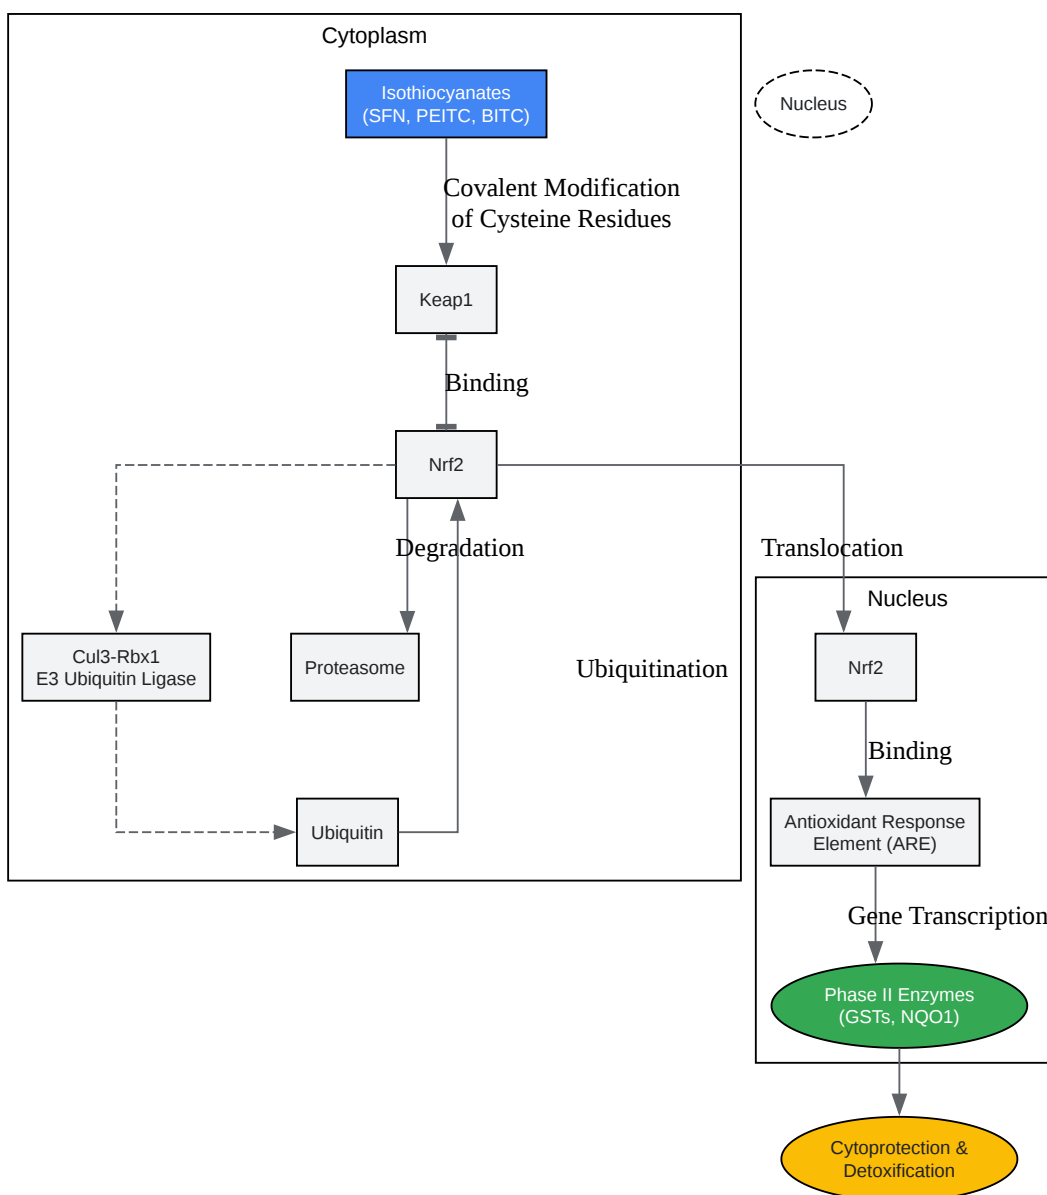 Cytoplasm
Isothiocyanates
(SFN, PEITC, BITC)
Nucleus
Covalent Modification
of Cysteine Residues
Keap1
Binding
Nrf2
Degradation
Translocation
Nucleus
Cul3-Rbx1
E3 Ubiquitin Ligase
Proteasome
Ubiquitination
Nrf2
Binding
Ubiquitin
Antioxidant Response
Element (ARE)
Gene Transcription
Phase II Enzymes
(GSTs, NQO1)
Cytoprotection &
Detoxification